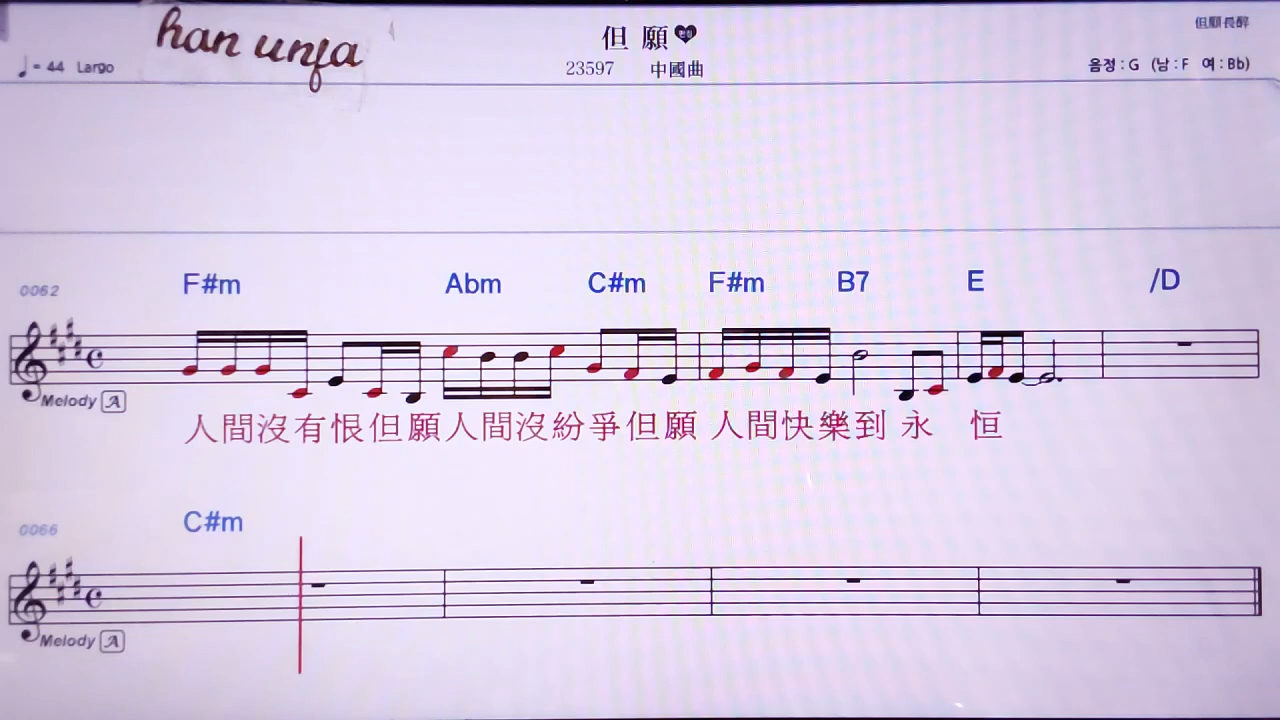 han unja
但 願
23597 中國曲
但願長醉
♩= 44 Largo
음정 : G (남 : F 여 : Bb)
0062
F#m Abm C#m F#m B7 E /D
Melody A
人間沒有恨但願人間沒紛爭但願 人間快樂到 永 恒
0066
C#m
Melody A